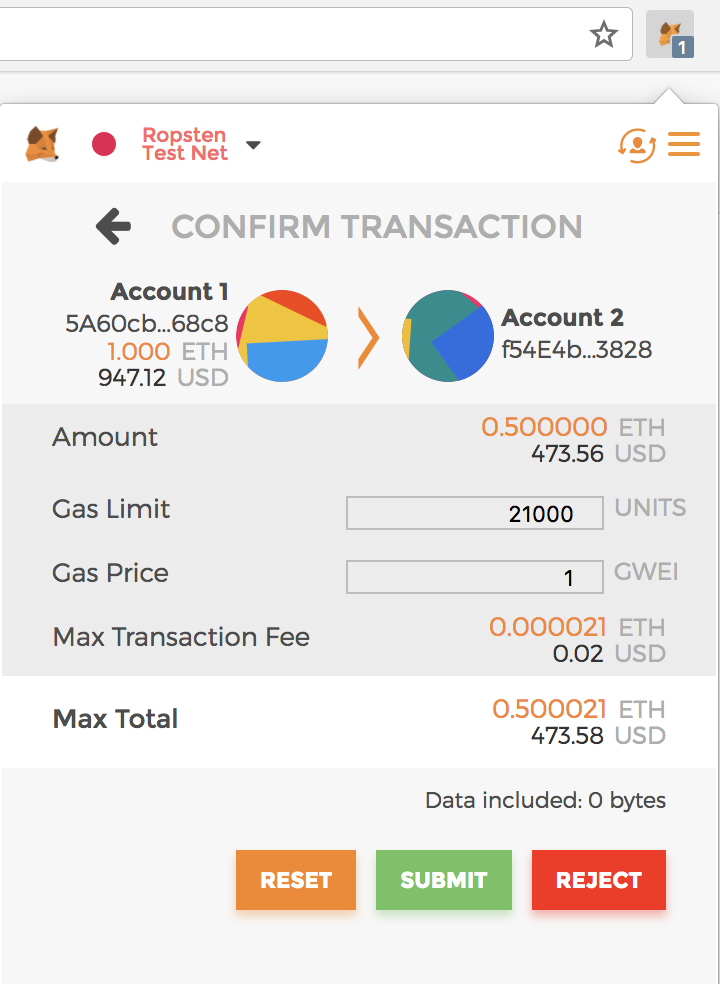 1
Ropsten
Test Net
CONFIRM TRANSACTION
Account 1
5A60cb...68c8
1.000 ETH
947.12 USD
Account 2
f54E4b...3828
Amount
0.500000 ETH
473.56 USD
Gas Limit
21000 UNITS
Gas Price
1 GWEI
Max Transaction Fee
0.000021 ETH
0.02 USD
Max Total
0.500021 ETH
473.58 USD
Data included: 0 bytes
RESET SUBMIT REJECT